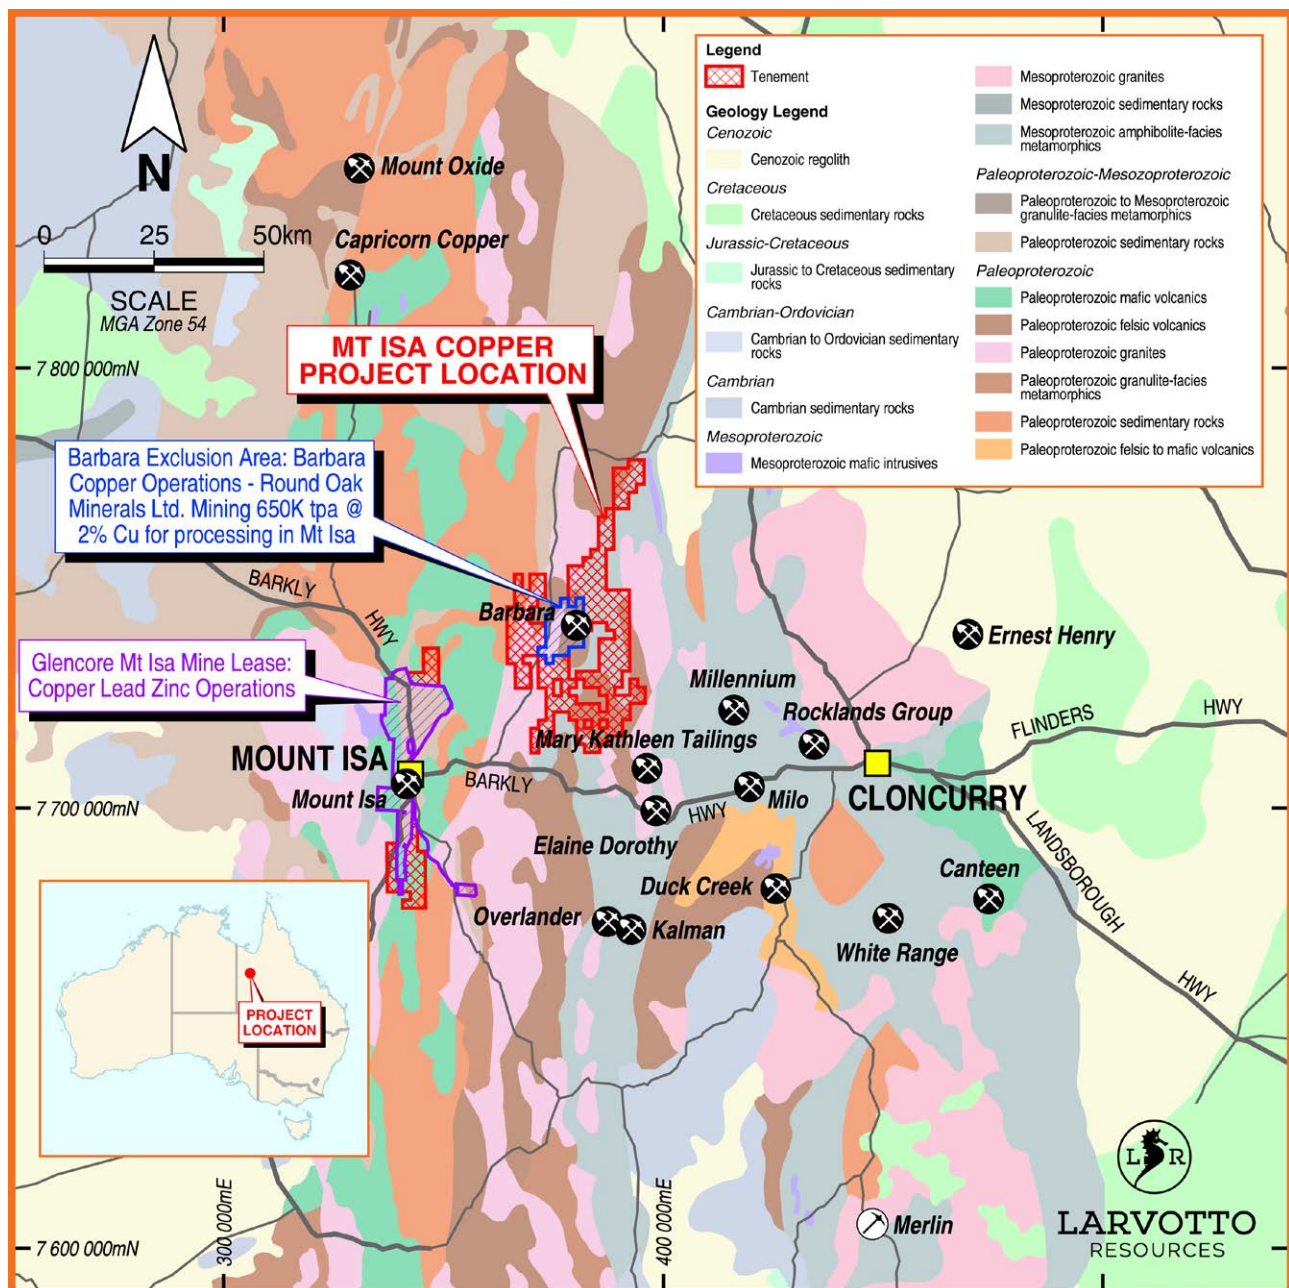 N
0 25 50km
SCALE
MGA Zone 54
Mount Oxide
Capricorn Copper
7 800 000mN
MT ISA COPPER
PROJECT LOCATION
Barbara Exclusion Area: Barbara
Copper Operations - Round Oak
Minerals Ltd. Mining 650K tpa @
2% Cu for processing in Mt Isa
BARKLY
HWY
Barbara
Glencore Mt Isa Mine Lease:
Copper Lead Zinc Operations
MOUNT ISA
Mount Isa
7 700 000mN
BARKLY
HWY
Ernest Henry
Millennium
Rocklands Group
Mary Kathleen Tailings
FLINDERS
HWY
Milo
CLONCURRY
Elaine Dorothy
LANDSBOROUGH
HWY
Duck Creek
Canteen
Overlander
Kalman
White Range
PROJECT
LOCATION
Merlin
7 600 000mN
300 000mE
400 000mE
L R
LARVOTTO
RESOURCES
Legend
Tenement
Geology Legend
Cenozoic
Cenozoic regolith
Cretaceous
Cretaceous sedimentary rocks
Jurassic-Cretaceous
Jurassic to Cretaceous sedimentary
rocks
Cambrian-Ordovician
Cambrian to Ordovician sedimentary
rocks
Cambrian
Cambrian sedimentary rocks
Mesoproterozoic
Mesoproterozoic mafic intrusives
Mesoproterozoic granites
Mesoproterozoic sedimentary rocks
Mesoproterozoic amphibolite-facies
metamorphics
Paleoproterozoic-Mesozoproterozoic
Paleoproterozoic to Mesoproterozoic
granulite-facies metamorphics
Paleoproterozoic sedimentary rocks
Paleoproterozoic
Paleoproterozoic mafic volcanics
Paleoproterozoic felsic volcanics
Paleoproterozoic granites
Paleoproterozoic granulite-facies
metamorphics
Paleoproterozoic sedimentary rocks
Paleoproterozoic felsic to mafic volcanics